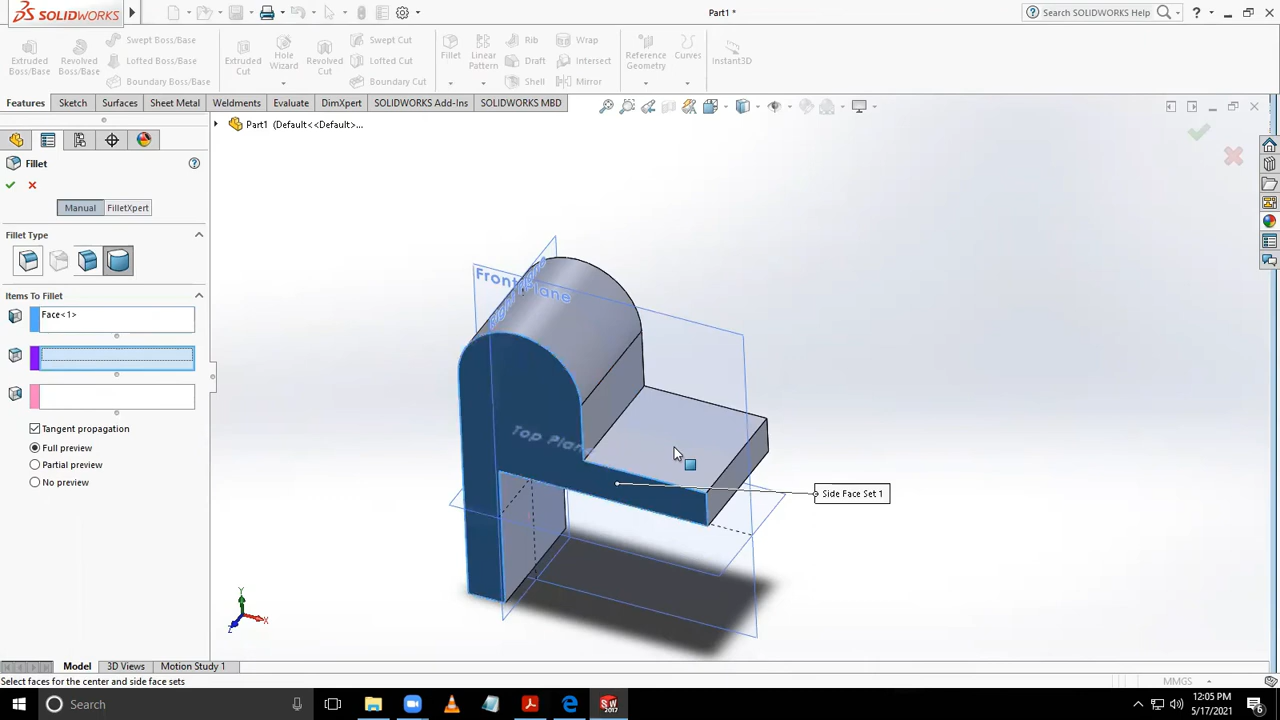 SOLIDWORKS
Part1 *
Search SOLIDWORKS Help
Extruded Boss/Base
Revolved Boss/Base
Swept Boss/Base
Lofted Boss/Base
Boundary Boss/Base
Extruded Cut
Hole Wizard
Revolved Cut
Swept Cut
Lofted Cut
Boundary Cut
Fillet
Linear Pattern
Rib
Draft
Shell
Wrap
Intersect
Mirror
Reference Geometry
Curves
Instant3D
Features
Sketch
Surfaces
Sheet Metal
Weldments
Evaluate
DimXpert
SOLIDWORKS Add-Ins
SOLIDWORKS MBD
Part1 (Default<<Default>...
Fillet
Manual
FilletXpert
Fillet Type
Items To Fillet
Face<1>
Tangent propagation
Full preview
Partial preview
No preview
Front Plane
Right
Top Plane
Side Face Set 1
Y
X
Z
Model
3D Views
Motion Study 1
Select faces for the center and side face sets
MMGS
Search
12:05 PM
5/17/2021
6